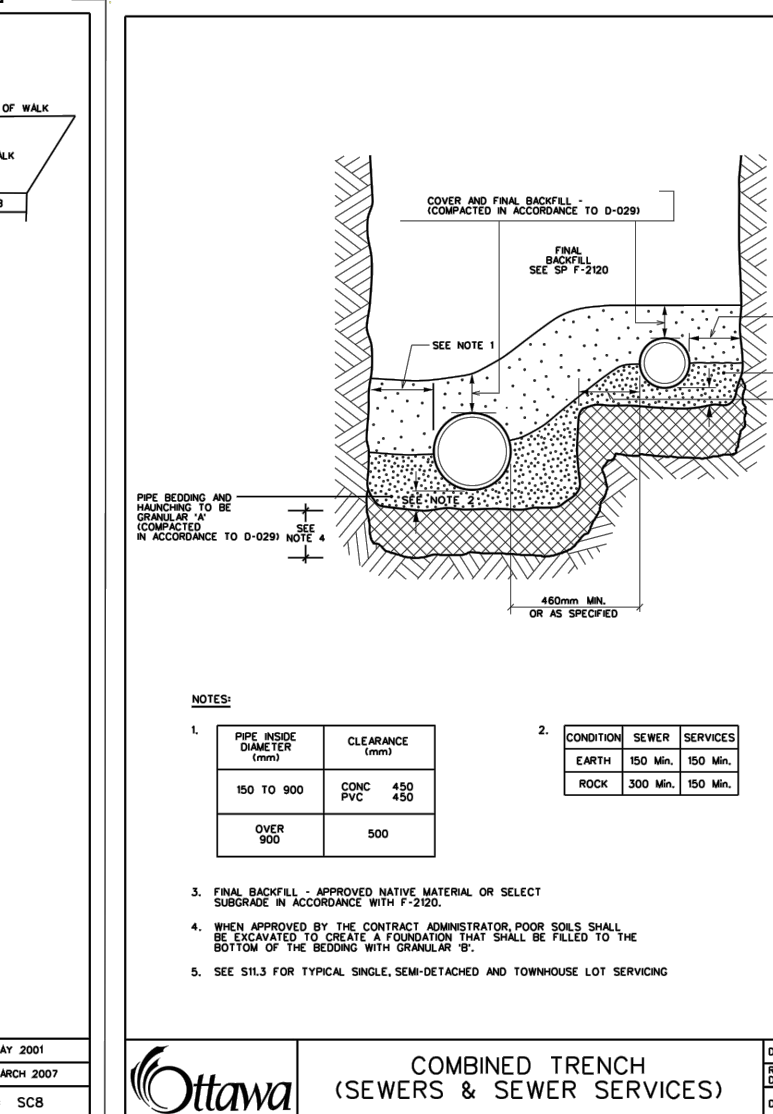 OF WALK
ALK
COVER AND FINAL BACKFILL -
(COMPACTED IN ACCORDANCE TO D-029)
FINAL
BACKFILL
SEE SP F-2120
SEE NOTE 1
SEE NOTE 2
PIPE BEDDING AND
HAUNCHING TO BE
GRANULAR 'A'
(COMPACTED
IN ACCORDANCE TO D-029)
SEE
NOTE 4
460mm MIN.
OR AS SPECIFIED
NOTES:
1.
PIPE INSIDE
DIAMETER
(mm)
CLEARANCE
(mm)
150 TO 900
CONC 450
PVC 450
OVER
900
500
2.
CONDITION SEWER SERVICES
EARTH 150 Min. 150 Min.
ROCK 300 Min. 150 Min.
3. FINAL BACKFILL - APPROVED NATIVE MATERIAL OR SELECT
SUBGRADE IN ACCORDANCE WITH F-2120.
4. WHEN APPROVED BY THE CONTRACT ADMINISTRATOR, POOR SOILS SHALL
BE EXCAVATED TO CREATE A FOUNDATION THAT SHALL BE FILLED TO THE
BOTTOM OF THE BEDDING WITH GRANULAR 'B'.
5. SEE S11.3 FOR TYPICAL SINGLE, SEMI-DETACHED AND TOWNHOUSE LOT SERVICING
AY 2001
ARCH 2007
SC8
Ottawa
COMBINED TRENCH
(SEWERS & SEWER SERVICES)